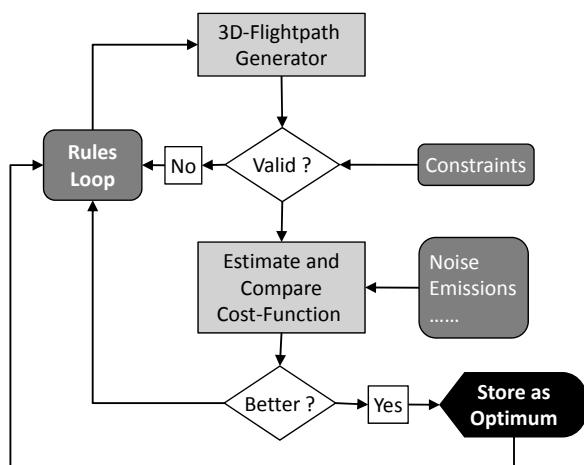 3D-Flightpath
Generator
Rules
Loop
No
Valid ?
Constraints
Estimate and
Compare
Cost-Function
Noise
Emissions
......
Better ?
Yes
Store as
Optimum